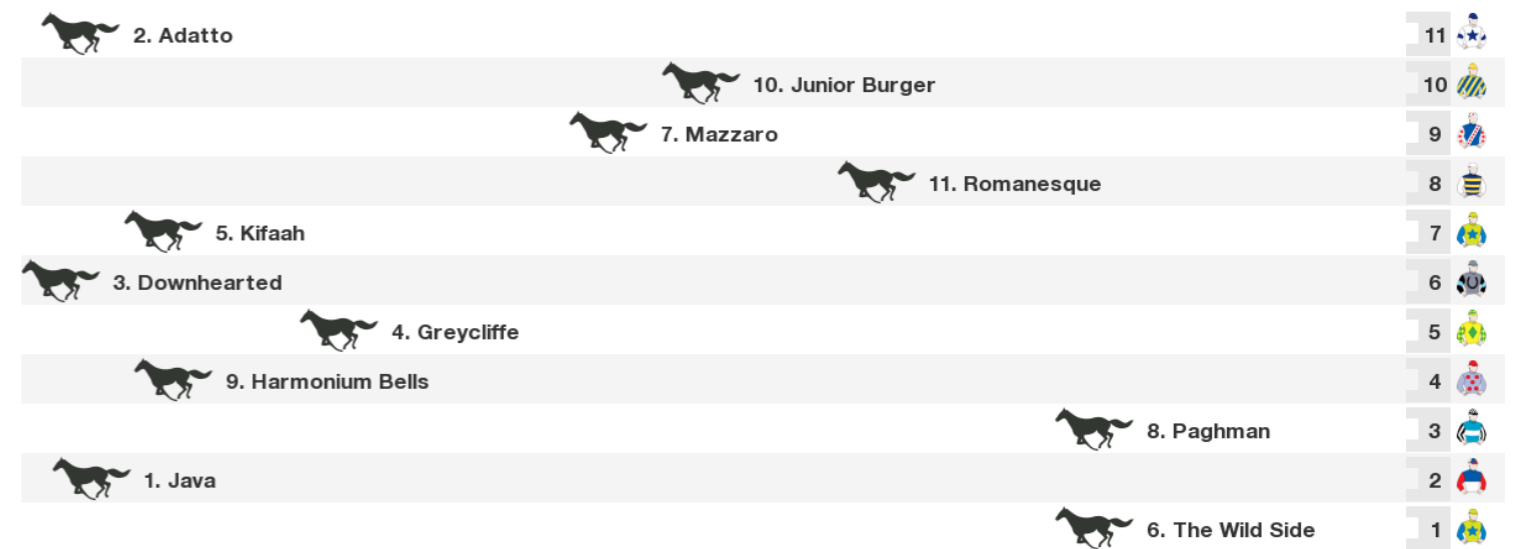 2. Adatto 11
10. Junior Burger 10
7. Mazzaro 9
11. Romanesque 8
5. Kifaah 7
3. Downhearted 6
4. Greycliffe 5
9. Harmonium Bells 4
8. Paghman 3
1. Java 2
6. The Wild Side 1